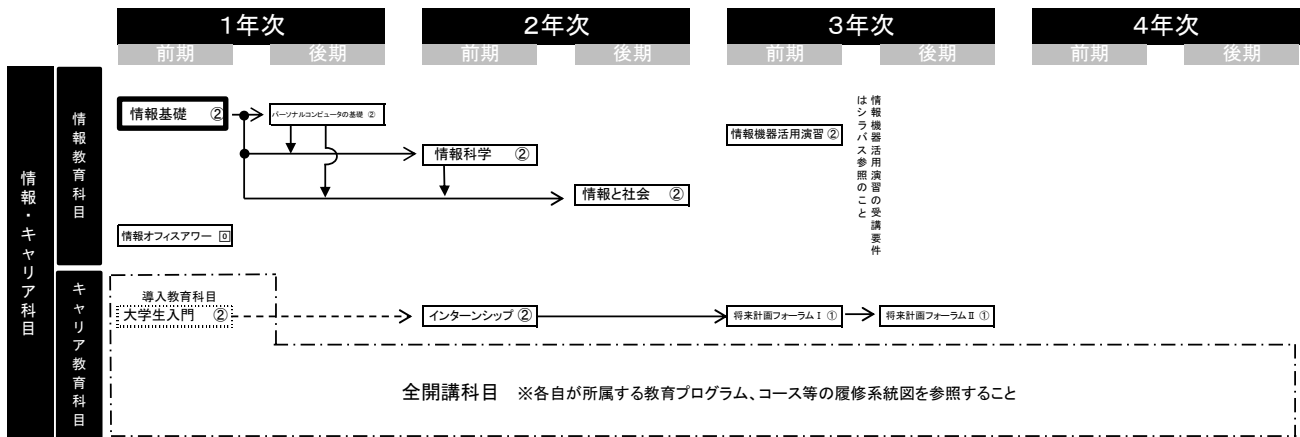 1年次
2年次
3年次
4年次
前期
後期
前期
後期
前期
後期
前期
後期
情報・キャリア科目
情報教育科目
情報基礎 ②
パーソナルコンピュータの基礎 ②
情報科学 ②
情報と社会 ②
情報機器活用演習 ②
情報機器活用演習の受講要件
はシラバス参照のこと
情報オフィスアワー 0
キャリア教育科目
導入教育科目
大学生入門 ②
インターンシップ ②
将来計画フォーラムⅠ ①
将来計画フォーラムⅡ ①
全開講科目 ※各自が所属する教育プログラム、コース等の履修系統図を参照すること